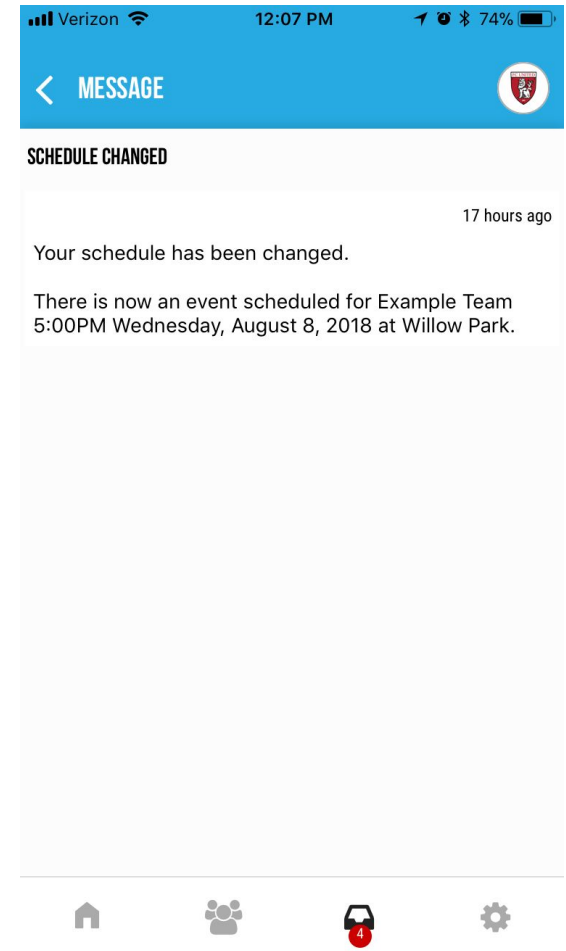 Verizon 12:07 PM 74%
MESSAGE
SCHEDULE CHANGED
17 hours ago
Your schedule has been changed.
There is now an event scheduled for Example Team
5:00PM Wednesday, August 8, 2018 at Willow Park.
4